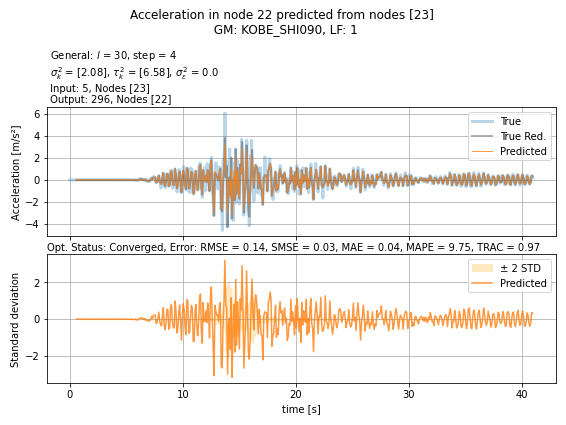 Acceleration in node 22 predicted from nodes [23]
GM: KOBE_SHI090, LF: 1
General: l = 30, step = 4
σ²ₖ = [2.08], τ²ₖ = [6.58], σ²ε = 0.0
Input: 5, Nodes [23]
Output: 296, Nodes [22]
Acceleration [m/s²]
6
4
2
0
−2
−4
True
True Red.
Predicted
Opt. Status: Converged, Error: RMSE = 0.14, SMSE = 0.03, MAE = 0.04, MAPE = 9.75, TRAC = 0.97
Standard deviation
2
0
−2
± 2 STD
Predicted
0 10 20 30 40
time [s]